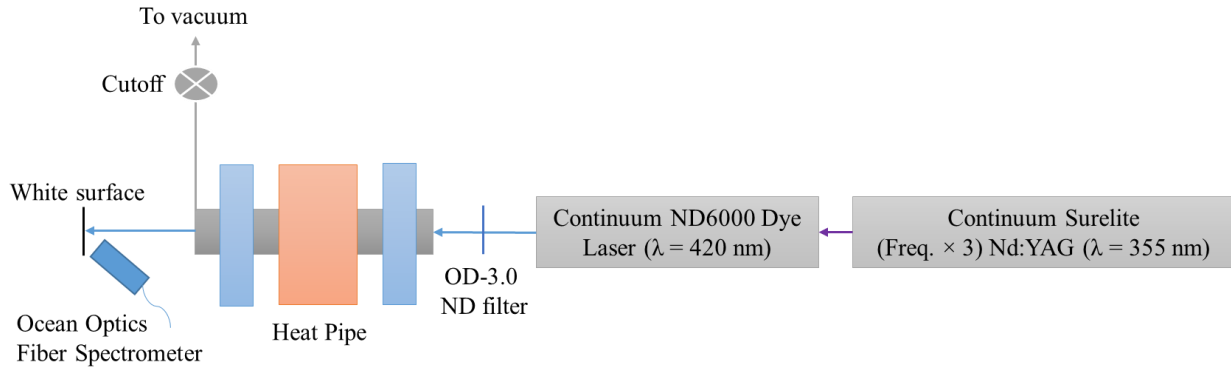 To vacuum
Cutoff
White surface
Continuum ND6000 Dye
Laser (λ = 420 nm)
Continuum Surelite
(Freq. × 3) Nd:YAG (λ = 355 nm)
OD-3.0
ND filter
Heat Pipe
Ocean Optics
Fiber Spectrometer